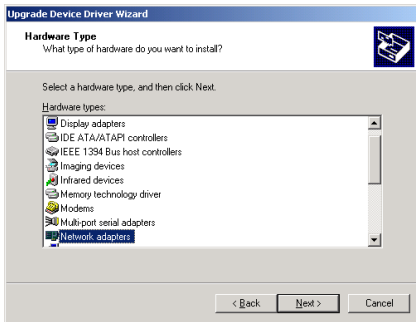 Upgrade Device Driver Wizard
Hardware Type
What type of hardware do you want to install?
Select a hardware type, and then click Next.
Hardware types:
Display adapters
IDE ATA/ATAPI controllers
IEEE 1394 Bus host controllers
Imaging devices
Infrared devices
Memory technology driver
Modems
Multi-port serial adapters
Network adapters
< Back
Next >
Cancel